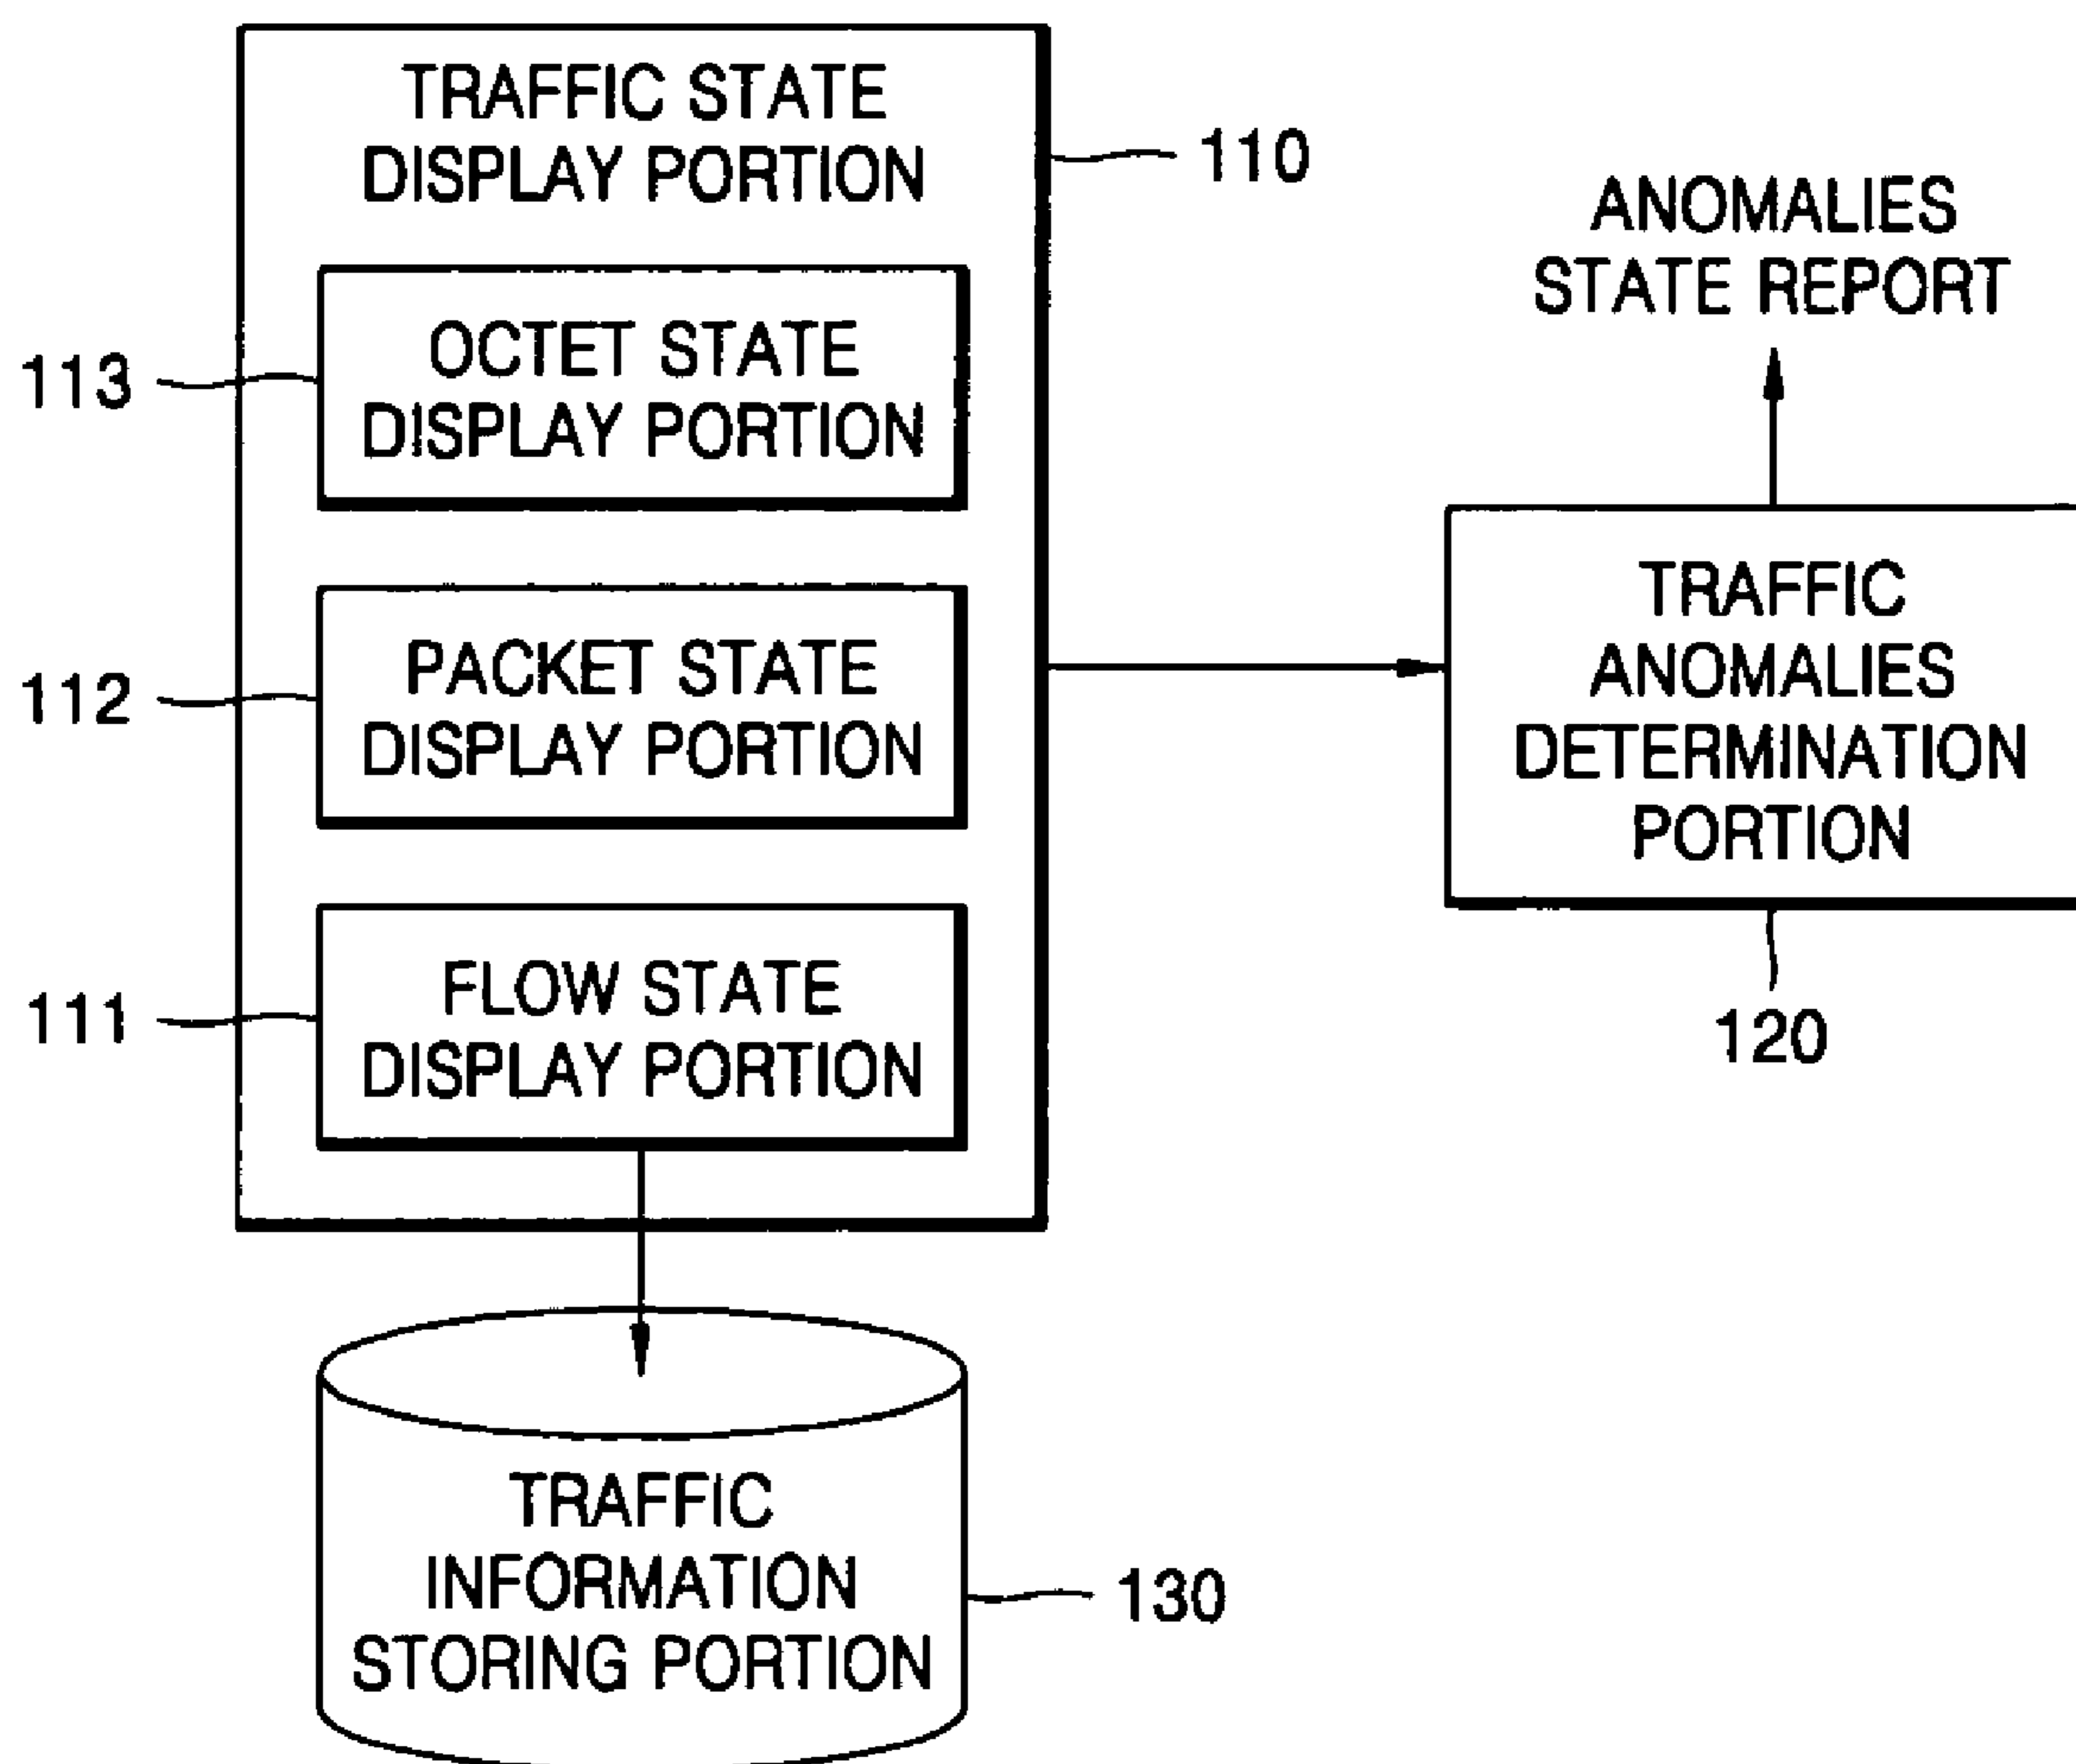 TRAFFIC STATE
DISPLAY PORTION
110
OCTET STATE
DISPLAY PORTION
113
PACKET STATE
DISPLAY PORTION
112
FLOW STATE
DISPLAY PORTION
111
TRAFFIC
INFORMATION
STORING PORTION
130
ANOMALIES
STATE REPORT
TRAFFIC
ANOMALIES
DETERMINATION
PORTION
120